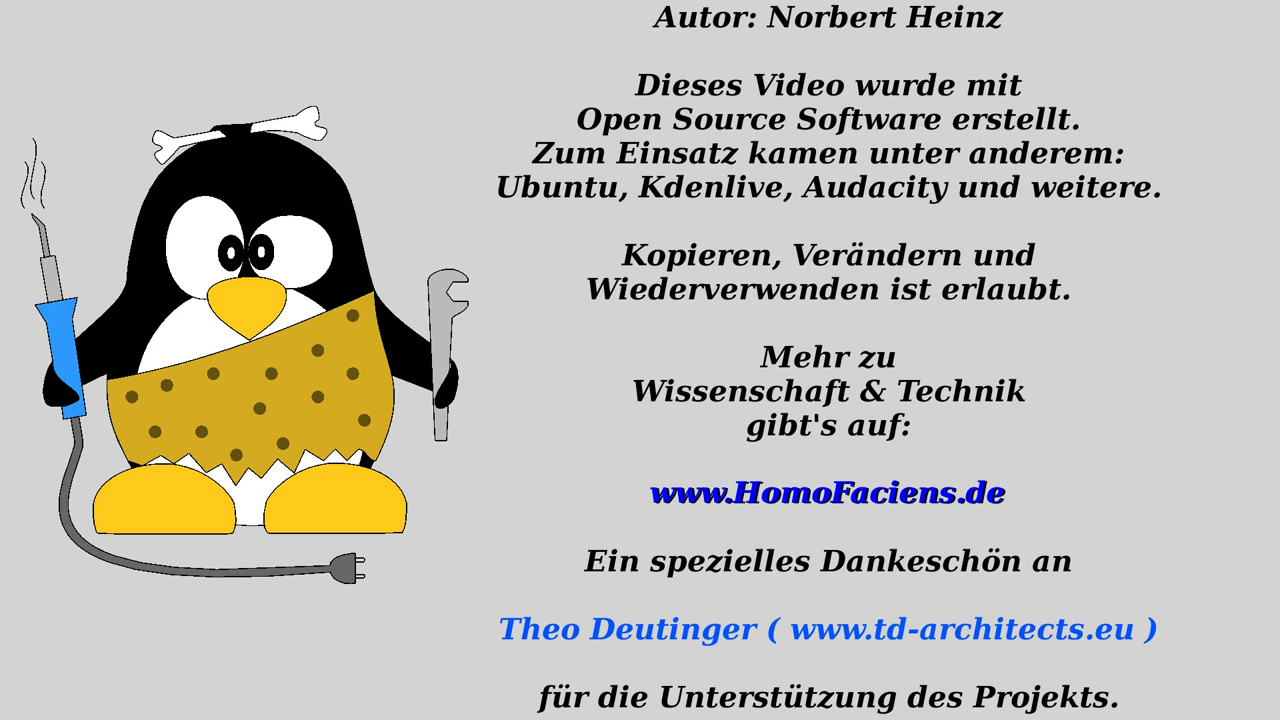 Autor: Norbert Heinz
Dieses Video wurde mit
Open Source Software erstellt.
Zum Einsatz kamen unter anderem:
Ubuntu, Kdenlive, Audacity und weitere.
Kopieren, Verändern und
Wiederverwenden ist erlaubt.
Mehr zu
Wissenschaft & Technik
gibt's auf:
www.HomoFaciens.de
Ein spezielles Dankeschön an
Theo Deutinger ( www.td-architects.eu )
für die Unterstützung des Projekts.